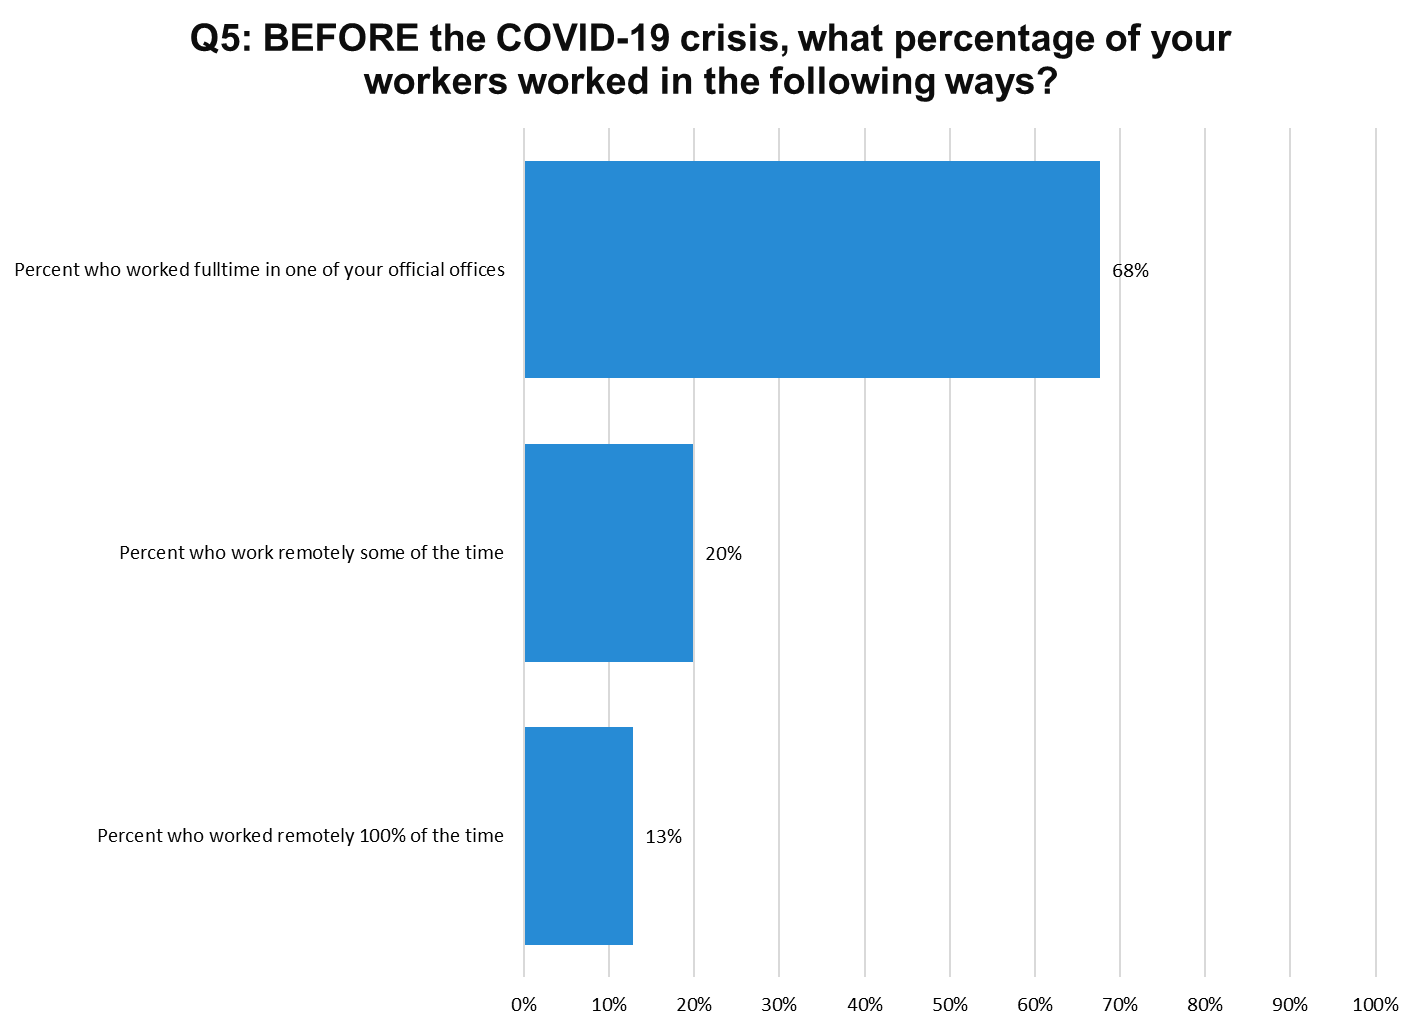 Q5: BEFORE the COVID-19 crisis, what percentage of your
workers worked in the following ways?
Percent who worked fulltime in one of your official offices
68%
Percent who work remotely some of the time
20%
Percent who worked remotely 100% of the time
13%
0% 10% 20% 30% 40% 50% 60% 70% 80% 90% 100%